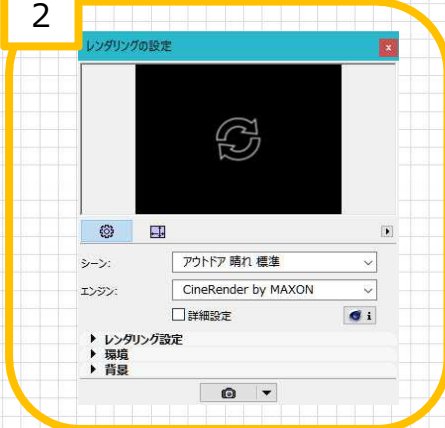 2
レンダリングの設定
x
シーン:
アウトドア 晴れ 標準
エンジン:
CineRender by MAXON
詳細設定
i
レンダリング設定
環境
背景